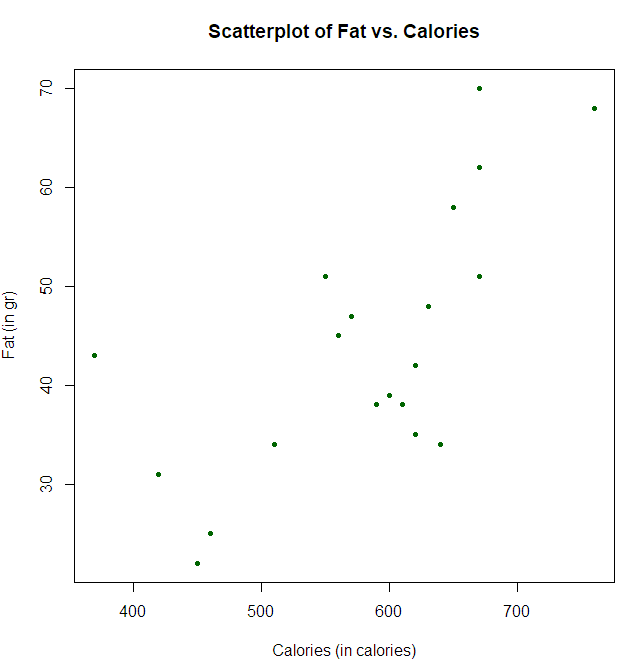 Scatterplot of Fat vs. Calories
70
60
50
40
30
Fat (in gr)
400 500 600 700
Calories (in calories)